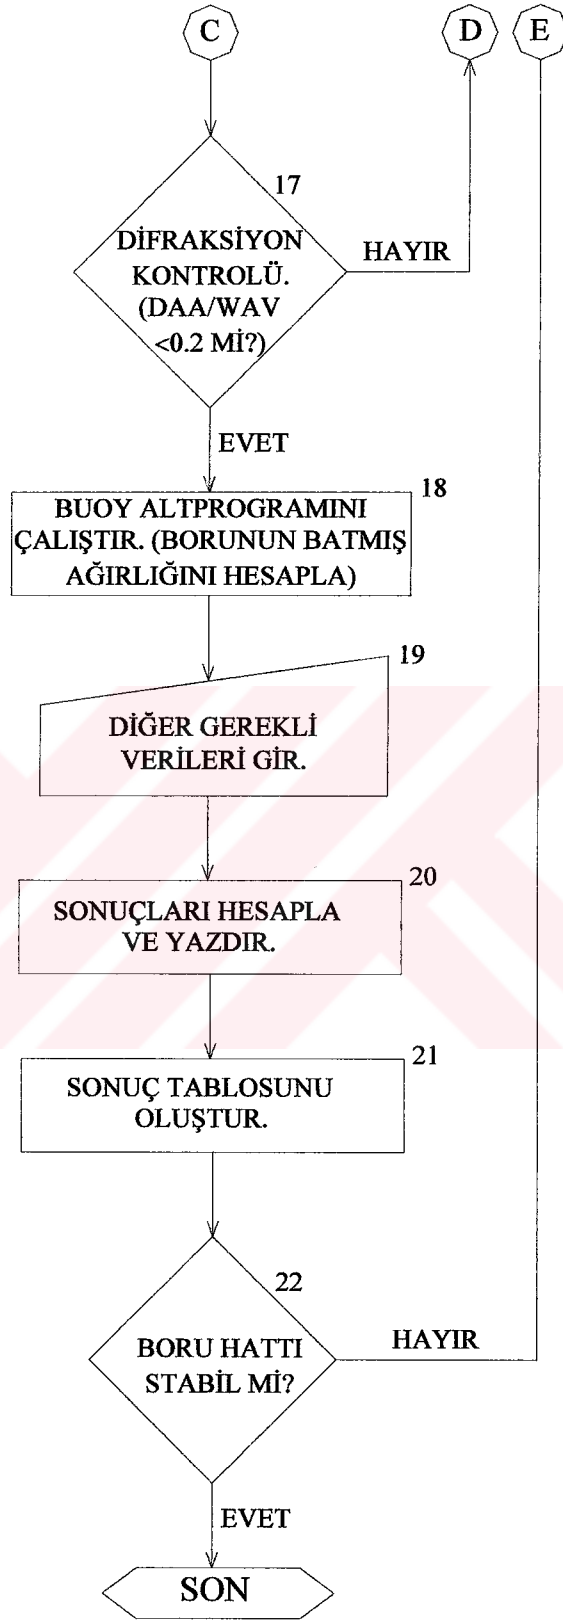 C
D
E
17
DİFRAKSİYON
KONTROLÜ.
(DAA/WAV
<0.2 Mİ?)
HAYIR
EVET
18
BUOY ALTPROGRAMINI
ÇALIŞTIR. (BORUNUN BATMIŞ
AĞIRLIĞINI HESAPLA)
19
DİĞER GEREKLİ
VERİLERİ GİR.
20
SONUÇLARI HESAPLA
VE YAZDIR.
21
SONUÇ TABLOSUNU
OLUŞTUR.
22
BORU HATTI
STABİL Mİ?
HAYIR
EVET
SON